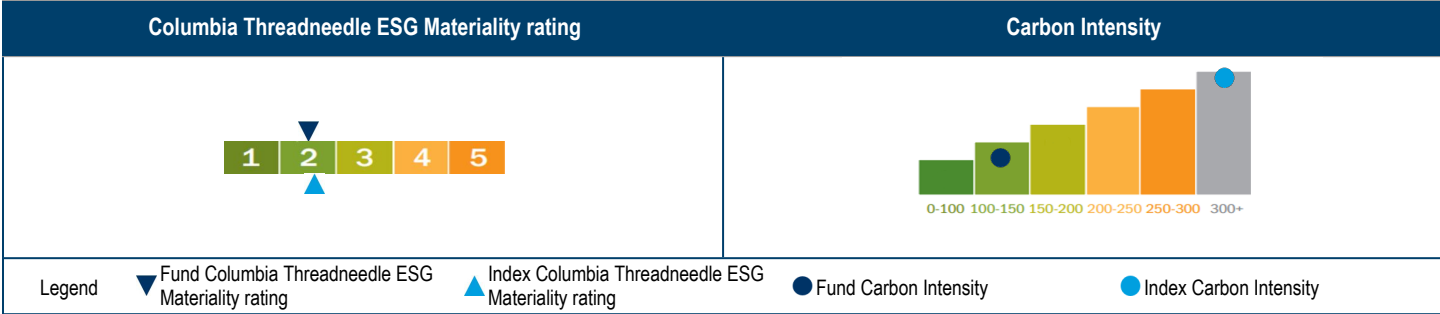 Columbia Threadneedle ESG Materiality rating
Carbon Intensity
1 2 3 4 5
0-100 100-150 150-200 200-250 250-300 300+
Legend
Fund Columbia Threadneedle ESG
Materiality rating
Index Columbia Threadneedle ESG
Materiality rating
Fund Carbon Intensity
Index Carbon Intensity